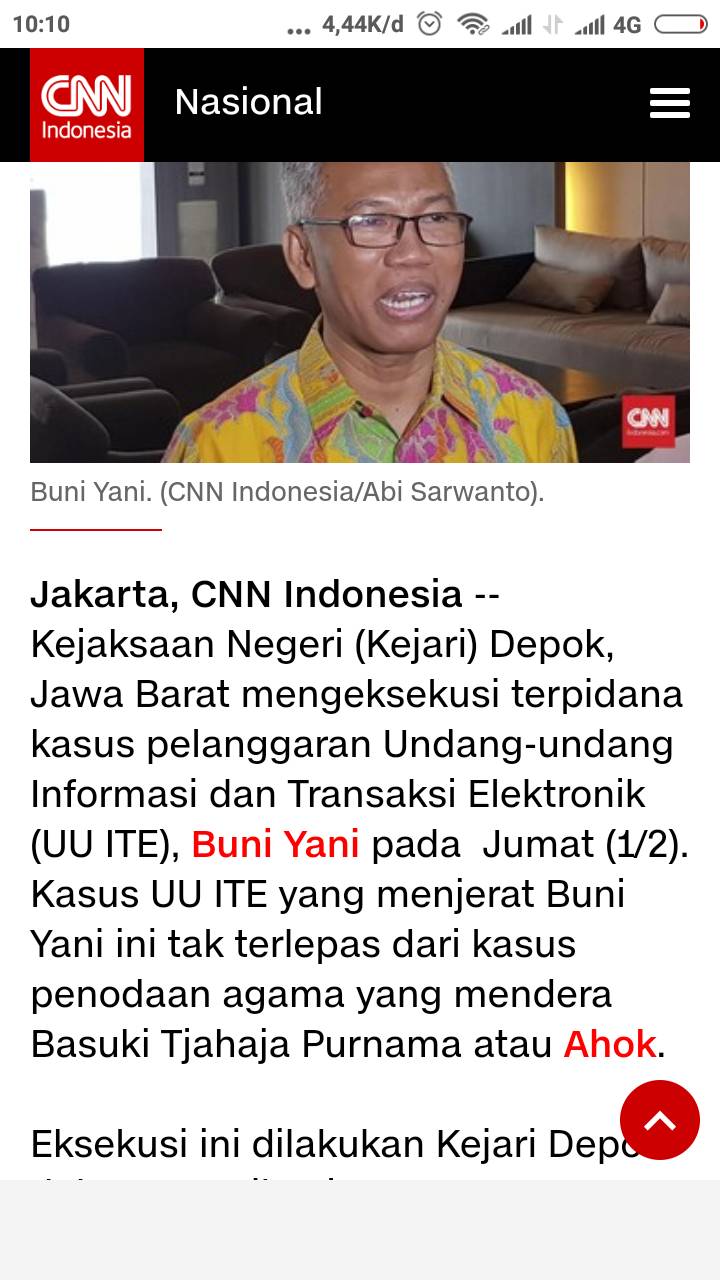 10:10
... 4,44K/d
4G
CNN
Indonesia
Nasional
CNN
Buni Yani. (CNN Indonesia/Abi Sarwanto).
Jakarta, CNN Indonesia --
Kejaksaan Negeri (Kejari) Depok,
Jawa Barat mengeksekusi terpidana
kasus pelanggaran Undang-undang
Informasi dan Transaksi Elektronik
(UU ITE), Buni Yani pada  Jumat (1/2).
Kasus UU ITE yang menjerat Buni
Yani ini tak terlepas dari kasus
penodaan agama yang mendera
Basuki Tjahaja Purnama atau Ahok.
Eksekusi ini dilakukan Kejari